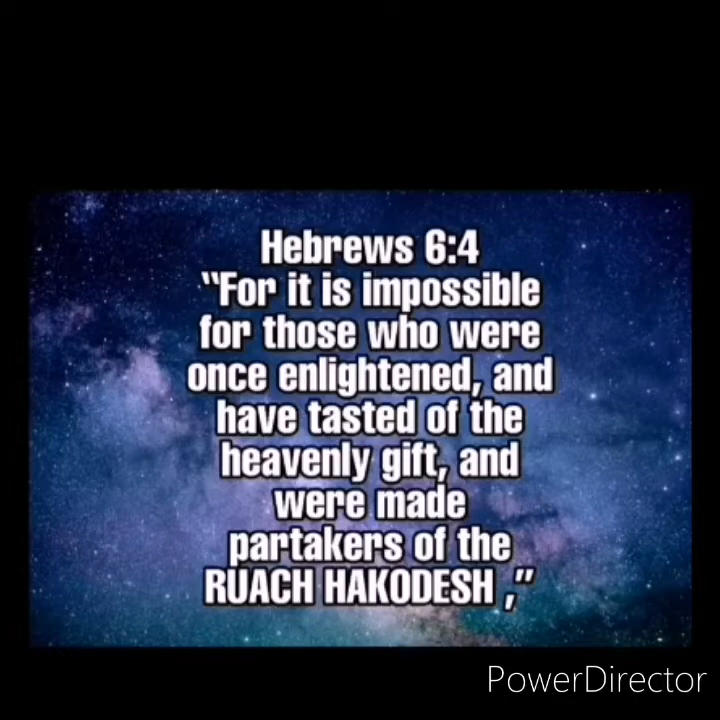 Hebrews 6:4
“For it is impossible
for those who were
once enlightened, and
have tasted of the
heavenly gift, and
were made
partakers of the
RUACH HAKODESH ,”
PowerDirector